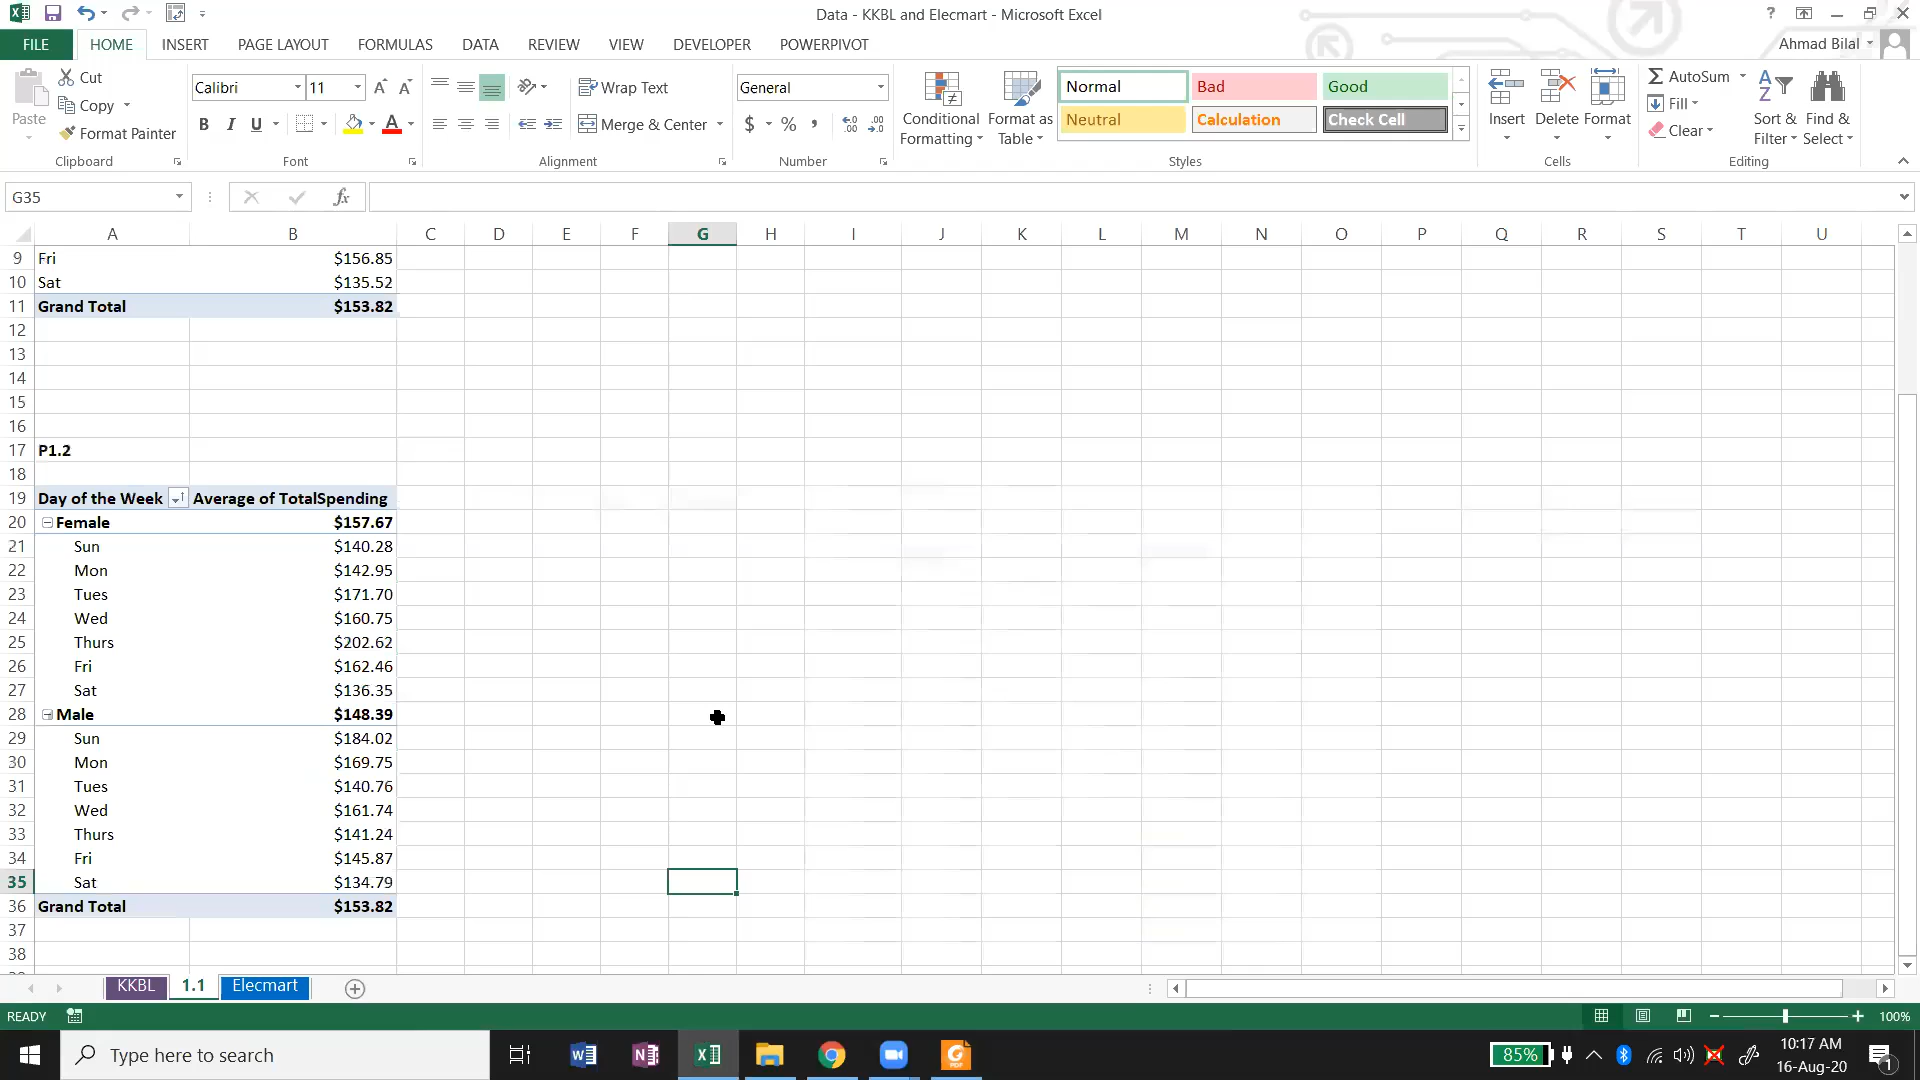 Data - KKBL and Elecmart - Microsoft Excel
?
FILE HOME INSERT PAGE LAYOUT FORMULAS DATA REVIEW VIEW DEVELOPER POWERPIVOT
Ahmad Bilal
Paste
Cut
Copy
Format Painter
Clipboard
Calibri 11
B I U
Font
Wrap Text
Merge & Center
Alignment
General
$ % ,
Number
Conditional Formatting
Format as Table
Normal Bad Good
Neutral Calculation Check Cell
Styles
Insert Delete Format
Cells
AutoSum
Fill
Clear
Sort & Filter
Find & Select
Editing
G35
fx
A B C D E F G H I J K L M N O P Q R S T U
9 Fri $156.85
10 Sat $135.52
11 Grand Total $153.82
12
13
14
15
16
17 P1.2
18
19 Day of the Week Average of TotalSpending
20 Female $157.67
21 Sun $140.28
22 Mon $142.95
23 Tues $171.70
24 Wed $160.75
25 Thurs $202.62
26 Fri $162.46
27 Sat $136.35
28 Male $148.39
29 Sun $184.02
30 Mon $169.75
31 Tues $140.76
32 Wed $161.74
33 Thurs $141.24
34 Fri $145.87
35 Sat $134.79
36 Grand Total $153.82
37
38
KKBL 1.1 Elecmart
READY
100%
Type here to search
85%
10:17 AM
16-Aug-20
1